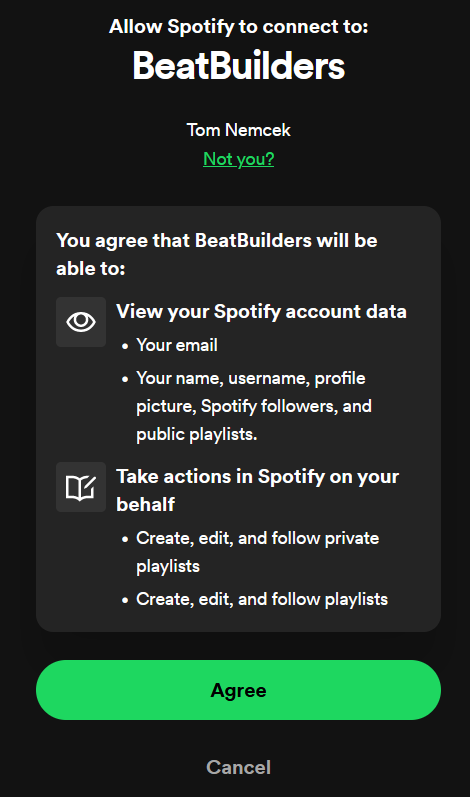 Allow Spotify to connect to:
BeatBuilders
Tom Nemcek
Not you?
You agree that BeatBuilders will be
able to:
View your Spotify account data
• Your email
• Your name, username, profile
picture, Spotify followers, and
public playlists.
Take actions in Spotify on your
behalf
• Create, edit, and follow private
playlists
• Create, edit, and follow playlists
Agree
Cancel